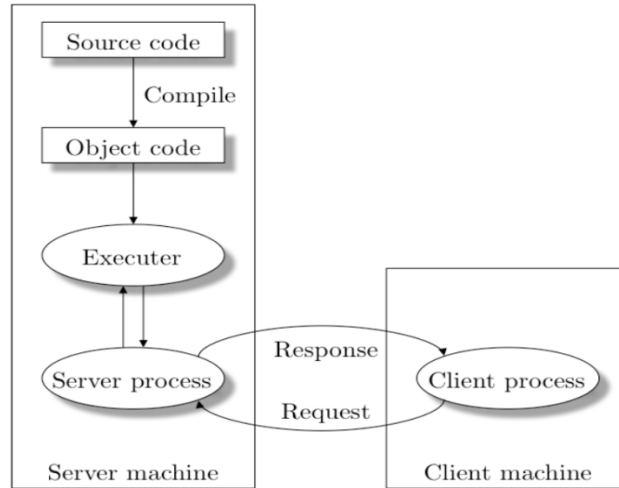 Source code
Compile
Object code
Executer
Response
Server process
Client process
Request
Server machine
Client machine